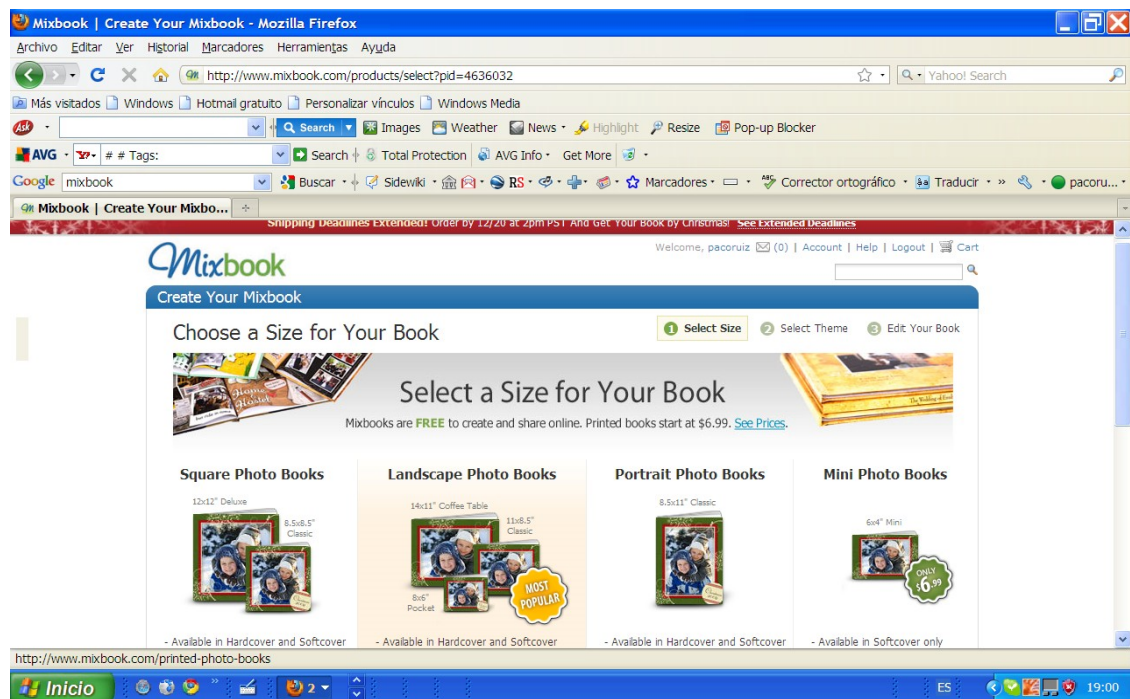 Mixbook | Create Your Mixbook - Mozilla Firefox
Archivo Editar Ver Historial Marcadores Herramientas Ayuda
http://www.mixbook.com/products/select?pid=4636032 Yahoo! Search
Más visitados Windows Hotmail gratuito Personalizar vínculos Windows Media
Ask Search Images Weather News Highlight Resize Pop-up Blocker
AVG # # Tags: Search Total Protection AVG Info Get More
Google mixbook Buscar Sidewiki RS Marcadores ABC Corrector ortográfico Traducir » pacoru...
Mixbook | Create Your Mixbo...
Shipping Deadlines Extended! Order by 12/20 at 2pm PST And Get Your Book by Christmas! See Extended Deadlines
Welcome, pacoruiz (0) | Account | Help | Logout | Cart
Mixbook
Create Your Mixbook
Choose a Size for Your Book
1 Select Size 2 Select Theme 3 Edit Your Book
Select a Size for Your Book
Mixbooks are FREE to create and share online. Printed books start at $6.99. See Prices.
Square Photo Books
12x12" Deluxe
8.5x8.5"
Classic
- Available in Hardcover and Softcover
Landscape Photo Books
14x11" Coffee Table
11x8.5"
Classic
8x6"
Pocket
MOST
POPULAR
- Available in Hardcover and Softcover
Portrait Photo Books
8.5x11" Classic
- Available in Hardcover and Softcover
Mini Photo Books
6x4" Mini
ONLY
$6.99
- Available in Softcover only
http://www.mixbook.com/printed-photo-books
Inicio » 2 ES 19:00